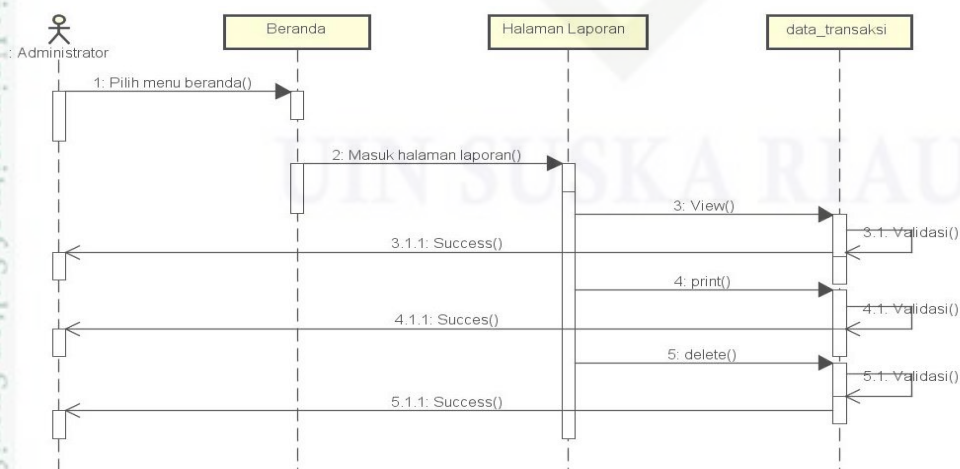 Beranda
Halaman Laporan
data_transaksi
: Administrator
1: Pilih menu beranda()
2: Masuk halaman laporan()
UIN SUSKA RIAU
3: View()
3.1: Validasi()
3.1.1: Success()
4: print()
4.1: Validasi()
4.1.1: Succes()
5: delete()
5.1: Validasi()
5.1.1: Success()